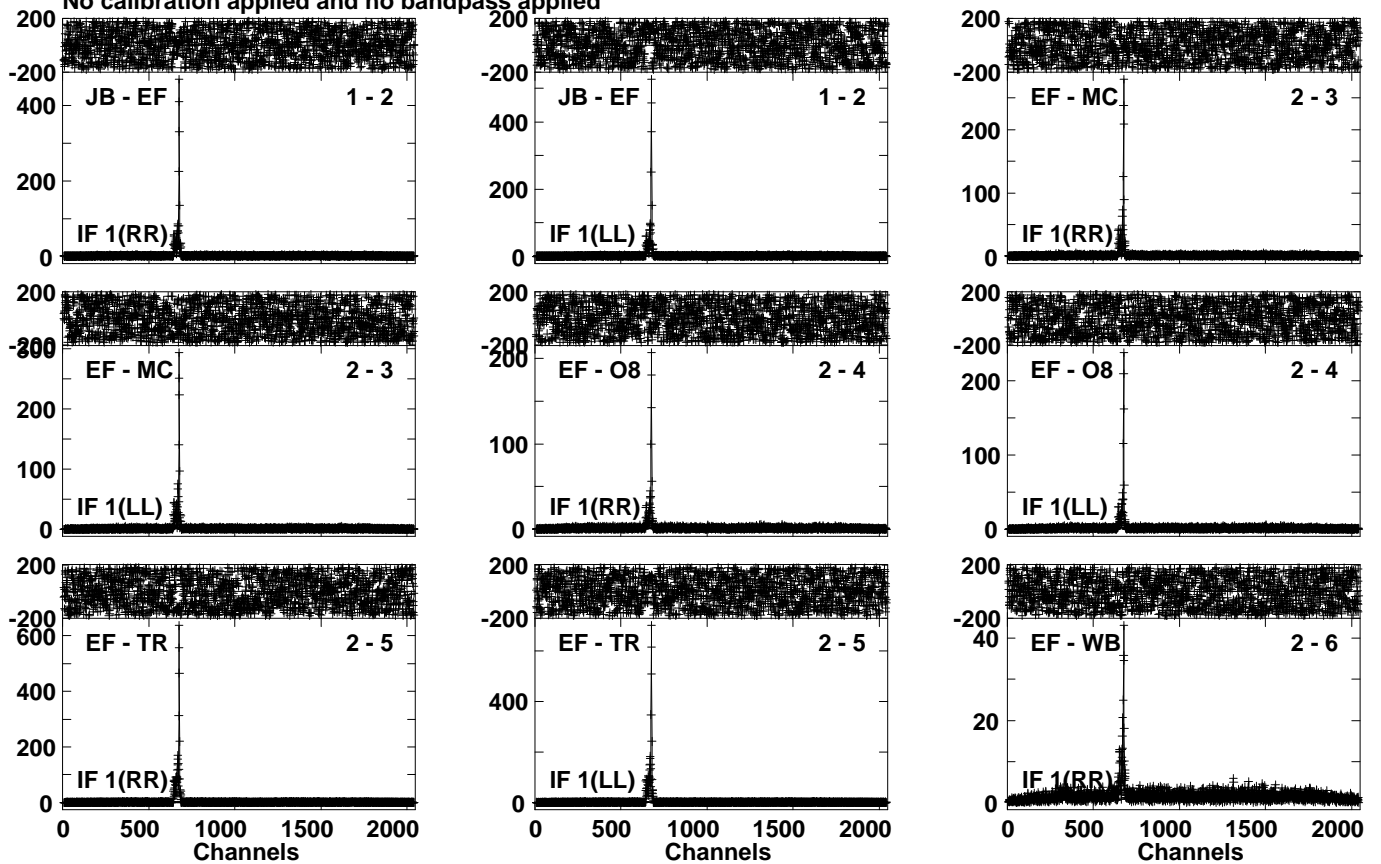 No calibration applied and no bandpass applied
200
-200
JB - EF 1 - 2
400
200
IF 1(RR)
0
200
-200
JB - EF 1 - 2
400
200
IF 1(LL)
0
200
-200
EF - MC 2 - 3
200
100
IF 1(RR)
0
200
-200
300
EF - MC 2 - 3
200
100
IF 1(LL)
0
200
-200
200
EF - O8 2 - 4
100
IF 1(RR)
0
200
-200
EF - O8 2 - 4
200
100
IF 1(LL)
0
200
-200
600
EF - TR 2 - 5
400
200
IF 1(RR)
0
0 500 1000 1500 2000
Channels
200
-200
EF - TR 2 - 5
400
IF 1(LL)
0
0 500 1000 1500 2000
Channels
200
-200
40
EF - WB 2 - 6
20
IF 1(RR)
0
0 500 1000 1500 2000
Channels